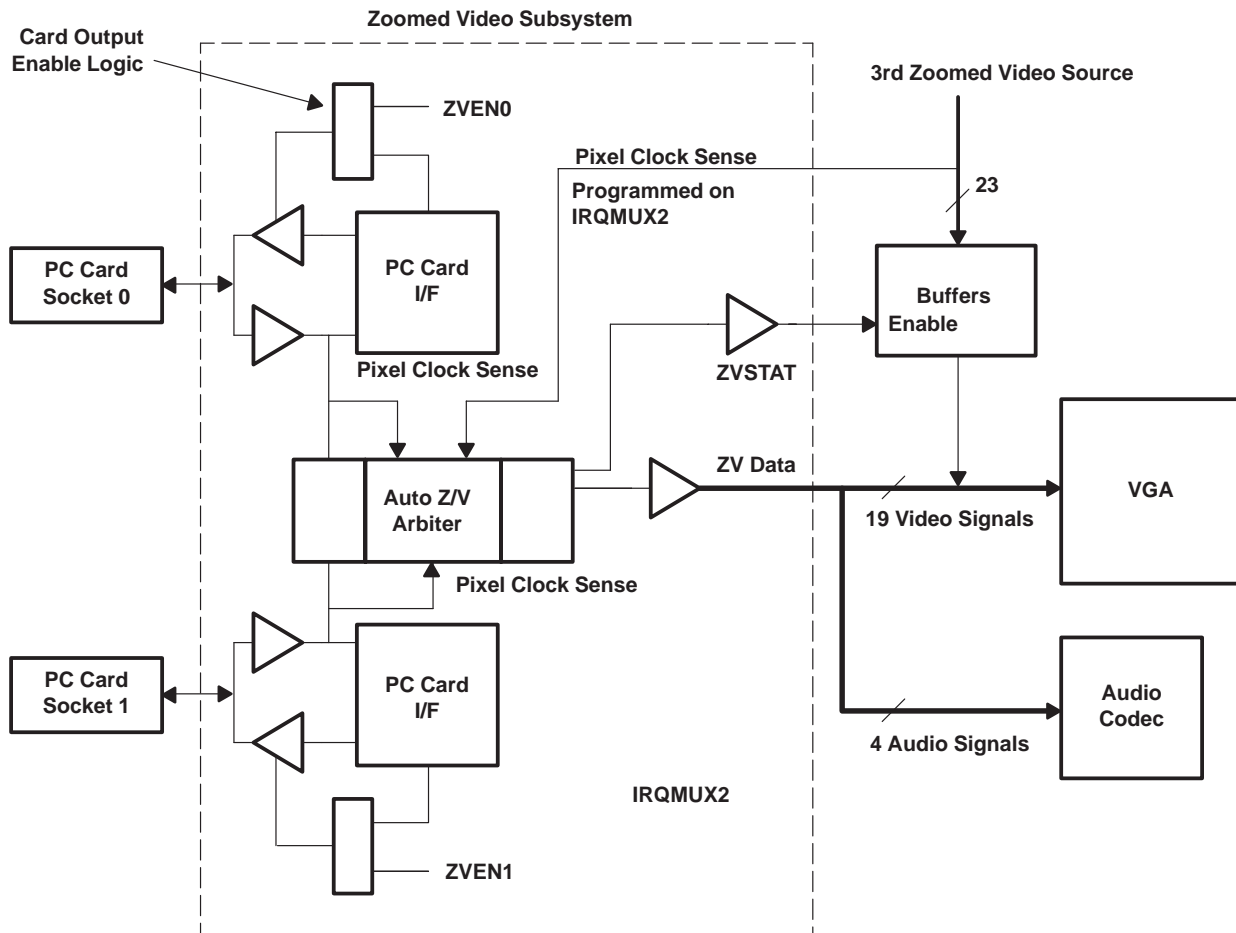 Zoomed Video Subsystem
Card Output
Enable Logic
3rd Zoomed Video Source
ZVEN0
Pixel Clock Sense
Programmed on
IRQMUX2
23
PC Card
Socket 0
PC Card
I/F
Buffers
Enable
Pixel Clock Sense
ZVSTAT
ZV Data
Auto Z/V
Arbiter
19 Video Signals
VGA
Pixel Clock Sense
PC Card
Socket 1
PC Card
I/F
Audio
Codec
4 Audio Signals
IRQMUX2
ZVEN1